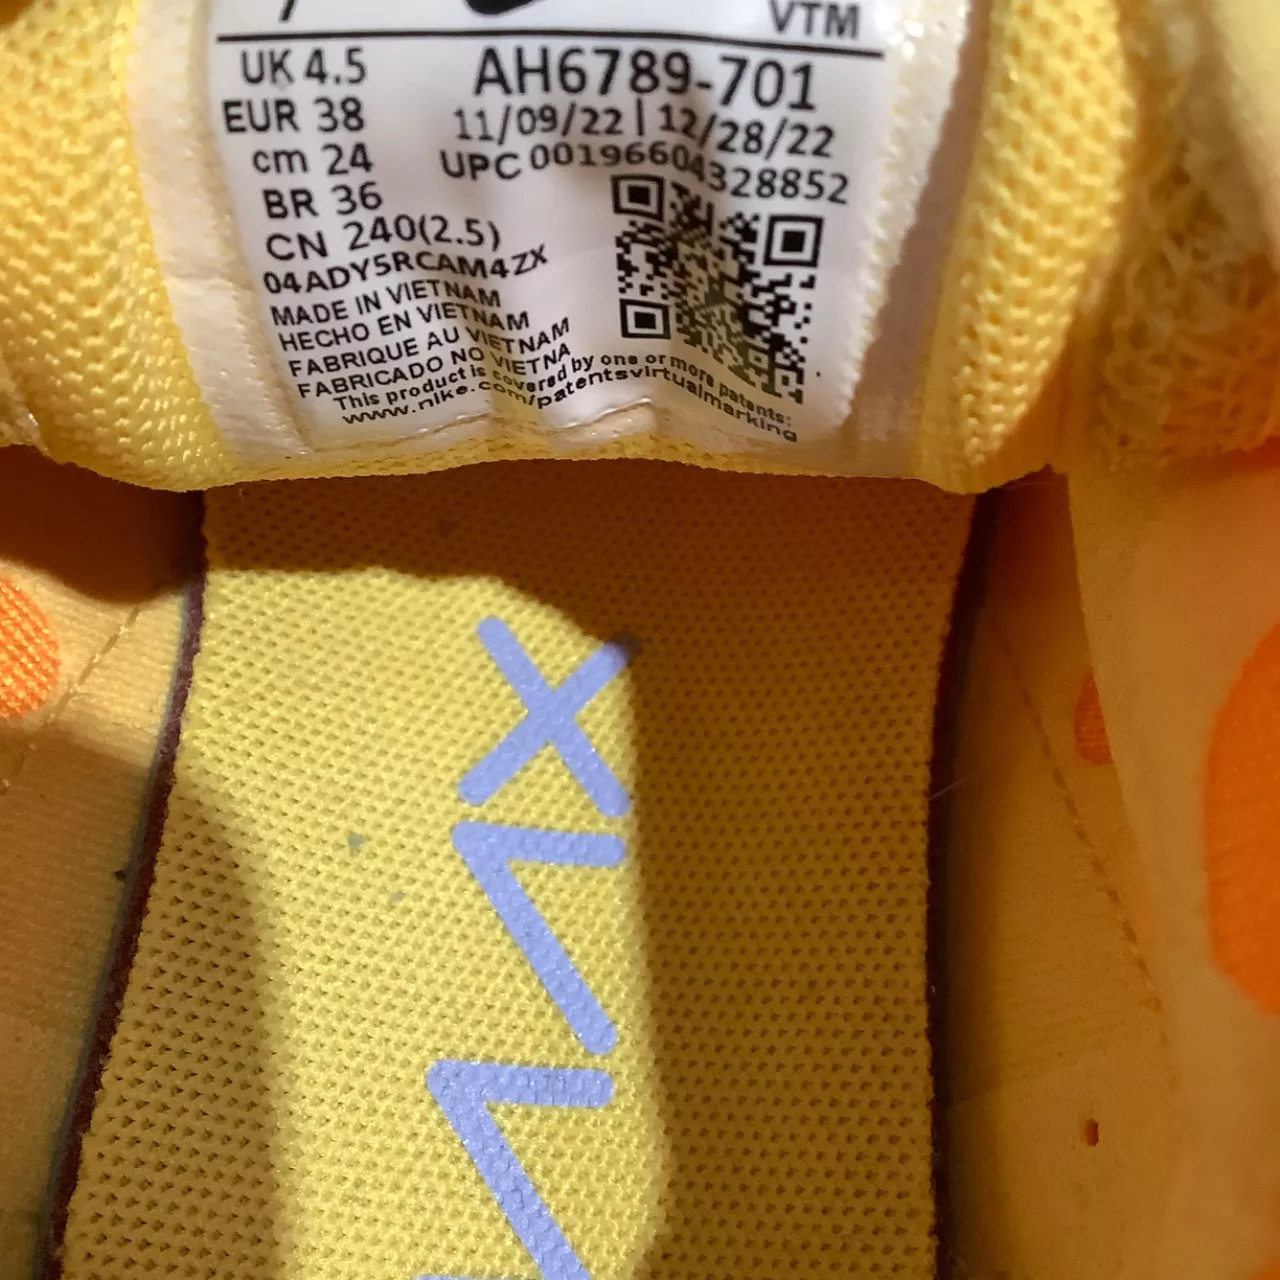 VTM
UK 4.5
EUR 38
cm 24
BR 36
CN 240(2.5)
AH6789-701
11/09/22 | 12/28/22
UPC 00196604328852
04ADY5RCAM4ZX
MADE IN VIETNAM
HECHO EN VIETNAM
FABRIQUE AU VIETNAM
FABRICADO NO VIETNA
This product is covered by one or more patents:
www.nike.com/patentsvirtualmarking